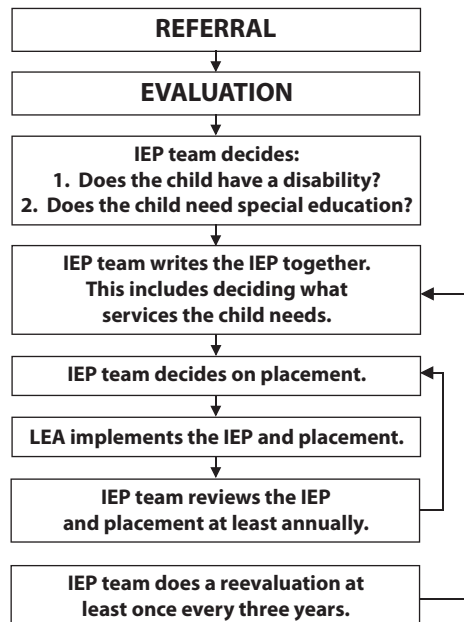 REFERRAL
EVALUATION
IEP team decides:
1. Does the child have a disability?
2. Does the child need special education?
IEP team writes the IEP together.
This includes deciding what
services the child needs.
IEP team decides on placement.
LEA implements the IEP and placement.
IEP team reviews the IEP
and placement at least annually.
IEP team does a reevaluation at
least once every three years.